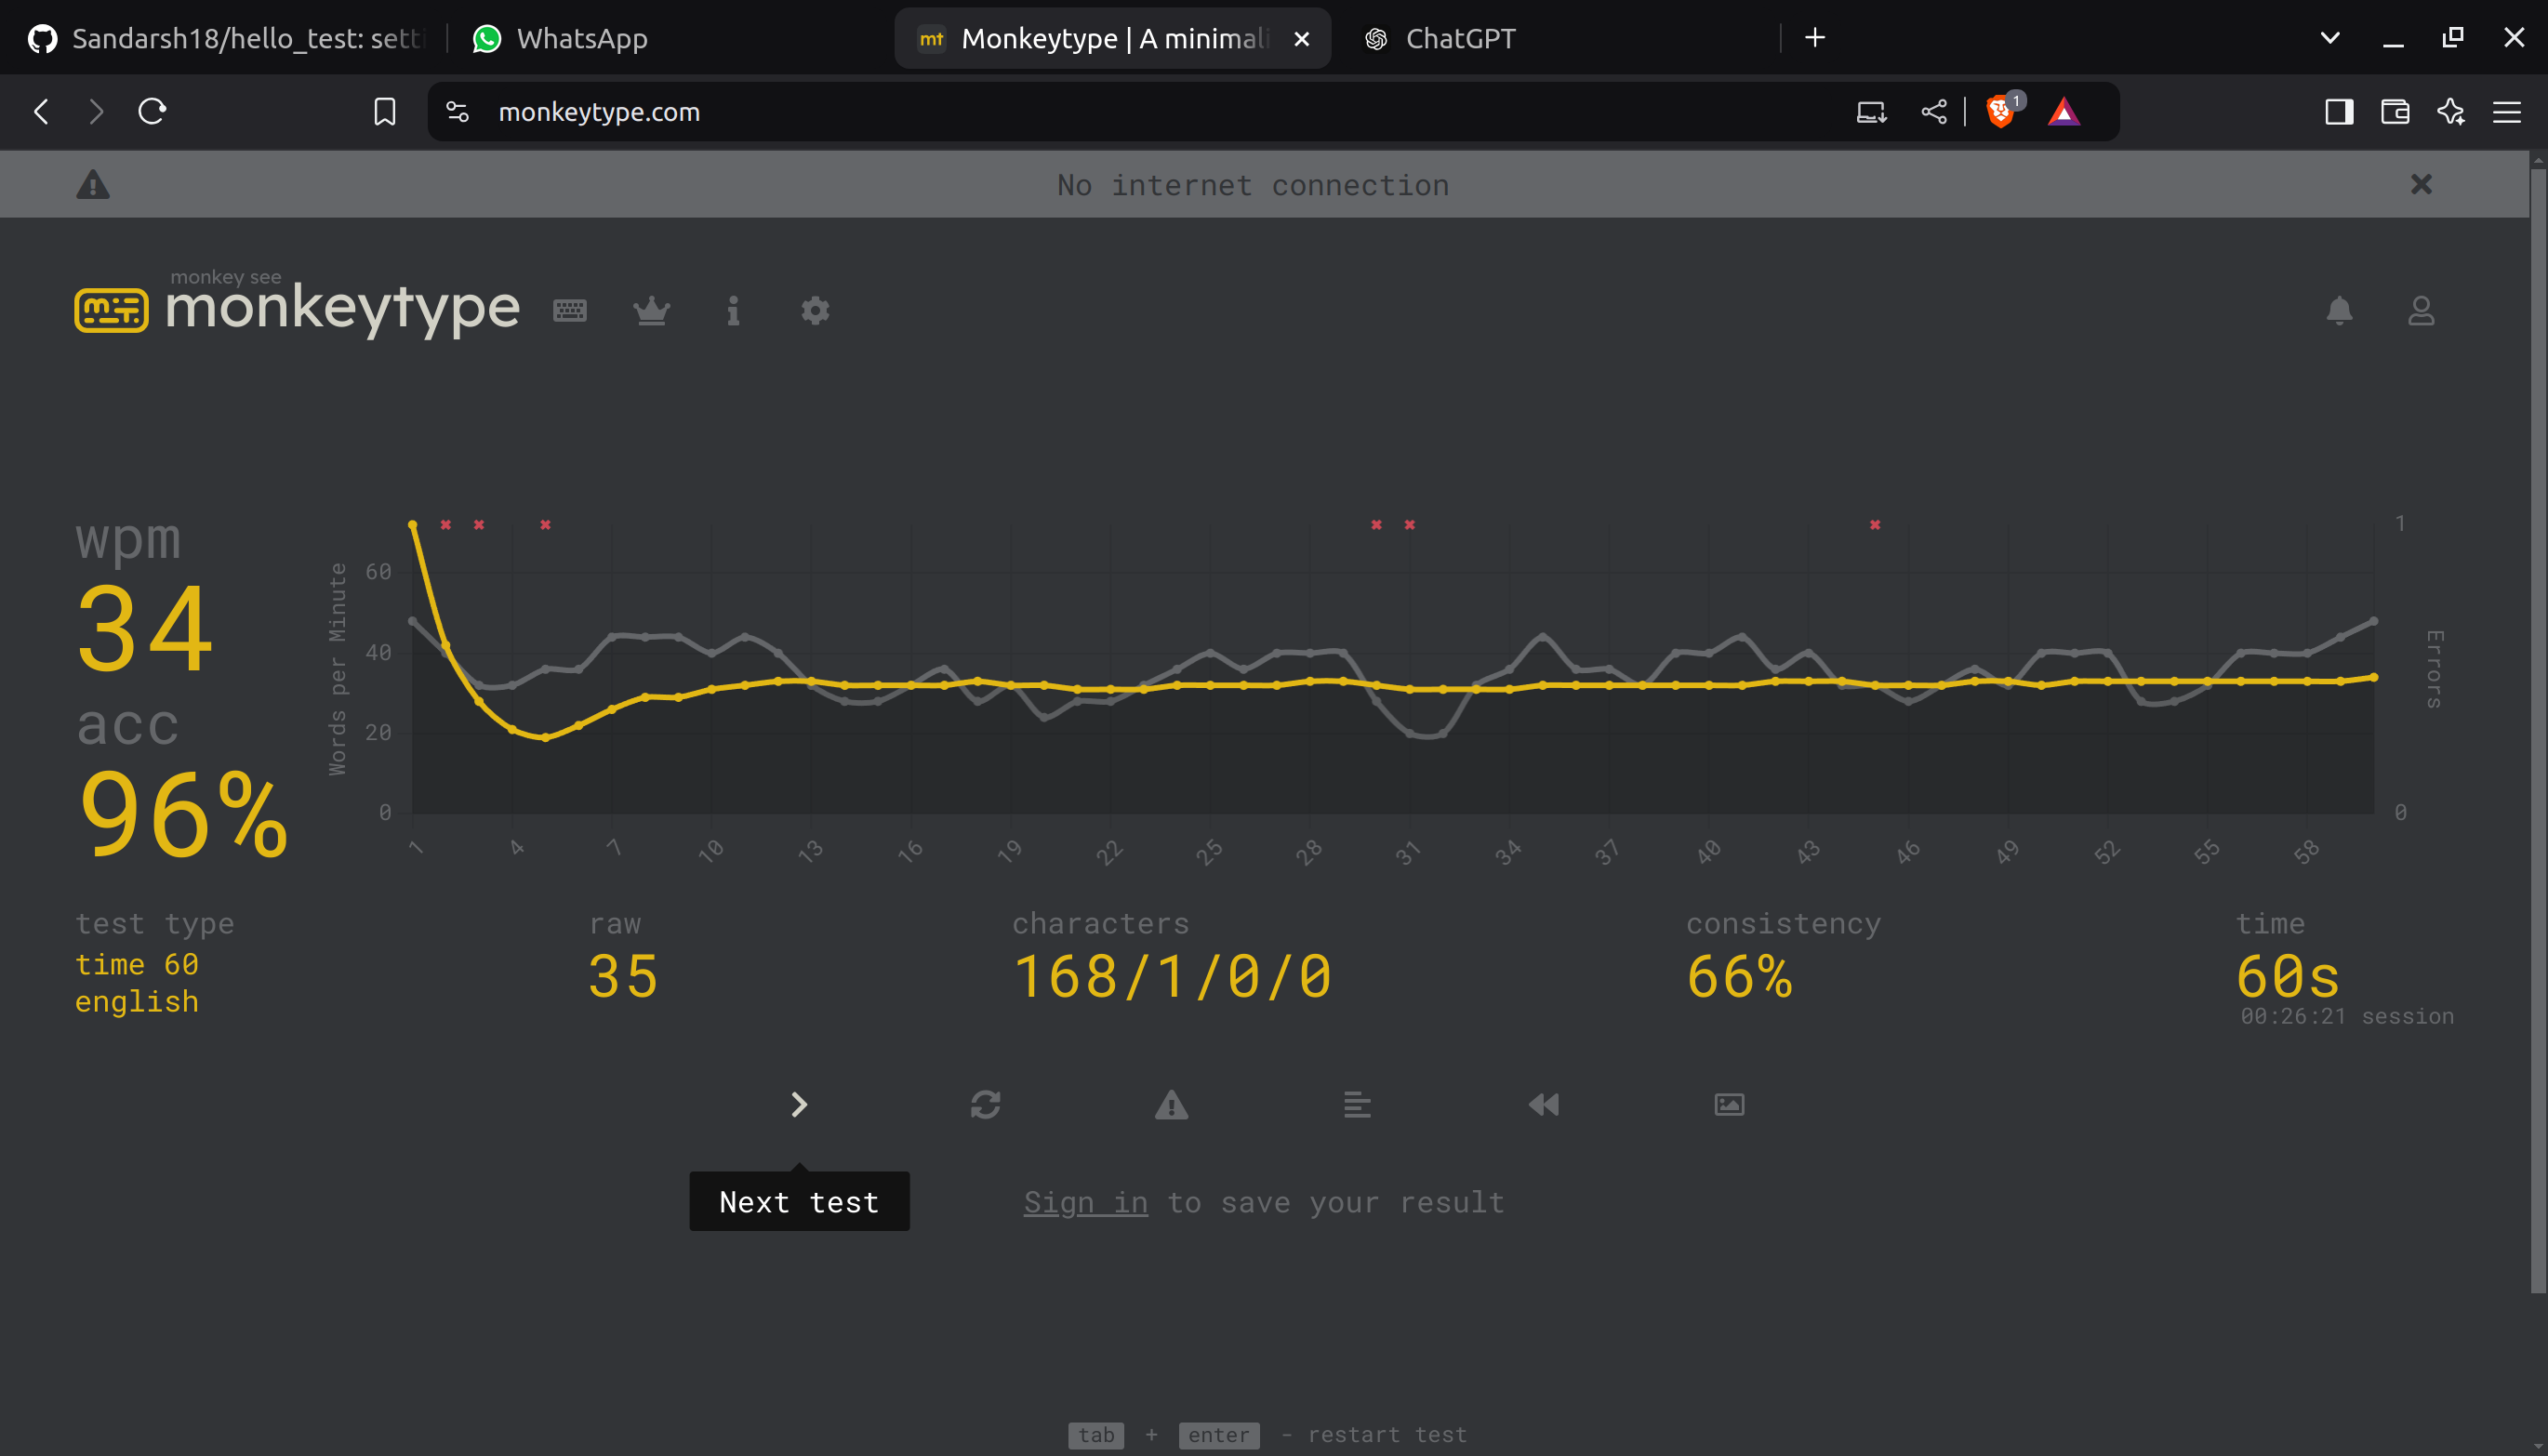 Sandarsh18/hello_test: setti
WhatsApp
mt Monkeytype | A minimali
ChatGPT
monkeytype.com
1
No internet connection
monkey see
monkeytype
wpm
34
acc
96%
Words per Minute
60
40
20
0
1
0
Errors
1 4 7 10 13 16 19 22 25 28 31 34 37 40 43 46 49 52 55 58
test type
time 60
english
raw
35
characters
168/1/0/0
consistency
66%
time
60s
00:26:21 session
Next test
Sign in to save your result
tab + enter - restart test